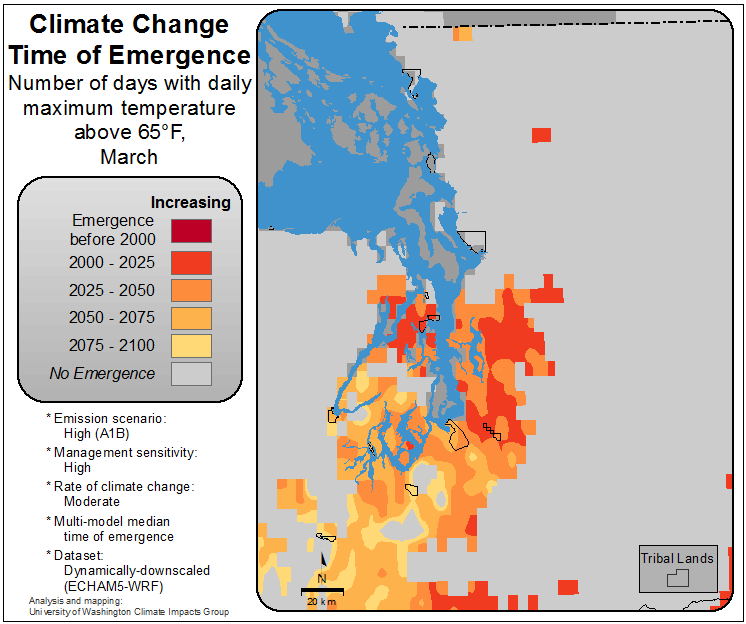 Climate Change
Time of Emergence
Number of days with daily
maximum temperature
above 65°F,
March
Increasing
Emergence
before 2000
2000 - 2025
2025 - 2050
2050 - 2075
2075 - 2100
No Emergence
* Emission scenario:
High (A1B)
* Management sensitivity:
High
* Rate of climate change:
Moderate
* Multi-model median
time of emergence
* Dataset:
Dynamically-downscaled
(ECHAM5-WRF)
Analysis and mapping:
University of Washington Climate Impacts Group
N
20 km
Tribal Lands